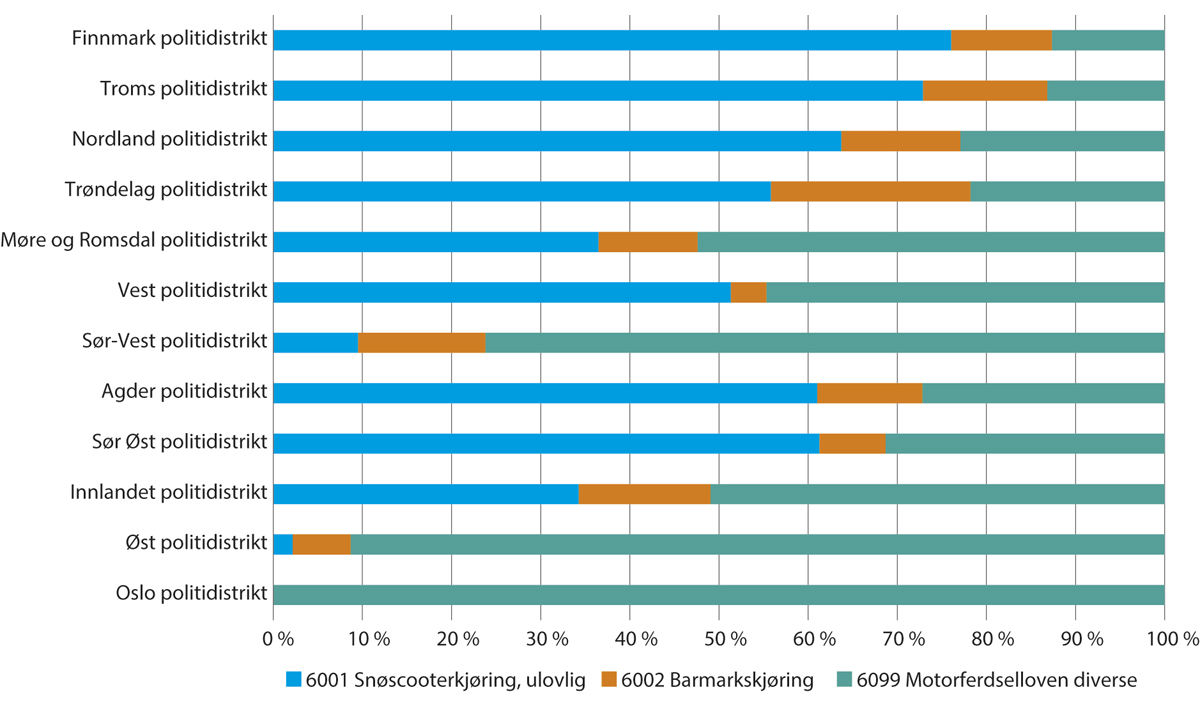 Finnmark politidistrikt
Troms politidistrikt
Nordland politidistrikt
Trøndelag politidistrikt
Møre og Romsdal politidistrikt
Vest politidistrikt
Sør-Vest politidistrikt
Agder politidistrikt
Sør Øst politidistrikt
Innlandet politidistrikt
Øst politidistrikt
Oslo politidistrikt
0 % 10 % 20 % 30 % 40 % 50 % 60 % 70 % 80 % 90 % 100 %
6001 Snøscooterkjøring, ulovlig 6002 Barmarkskjøring 6099 Motorferdselloven diverse